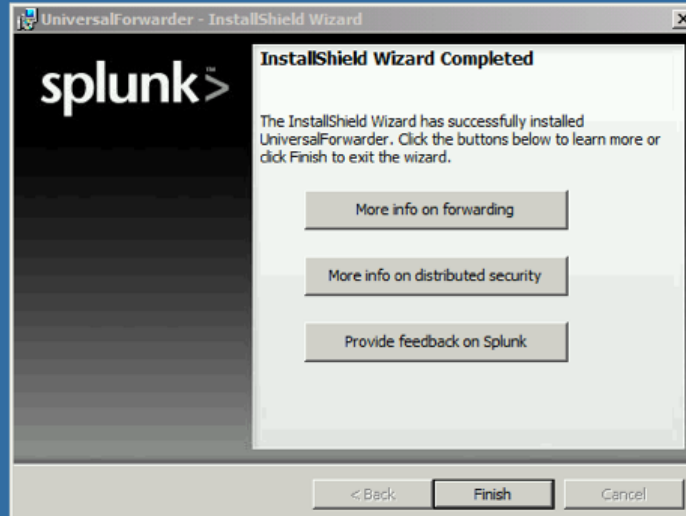 UniversalForwarder - InstallShield Wizard
splunk>
InstallShield Wizard Completed
The InstallShield Wizard has successfully installed
UniversalForwarder. Click the buttons below to learn more or
click Finish to exit the wizard.
More info on forwarding
More info on distributed security
Provide feedback on Splunk
< Back
Finish
Cancel